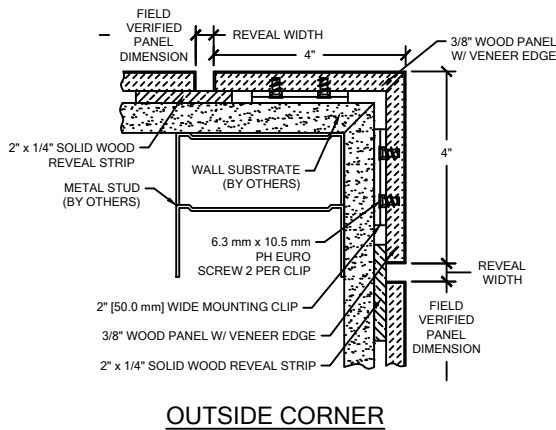 FIELD
VERIFIED
PANEL
DIMENSION
REVEAL WIDTH
4"
3/8" WOOD PANEL
W/ VENEER EDGE
2" x 1/4" SOLID WOOD
REVEAL STRIP
WALL SUBSTRATE
(BY OTHERS)
4"
METAL STUD
(BY OTHERS)
6.3 mm x 10.5 mm
PH EURO
SCREW 2 PER CLIP
REVEAL
WIDTH
2" [50.0 mm] WIDE MOUNTING CLIP
3/8" WOOD PANEL W/ VENEER EDGE
2" x 1/4" SOLID WOOD REVEAL STRIP
FIELD
VERIFIED
PANEL
DIMENSION
OUTSIDE CORNER